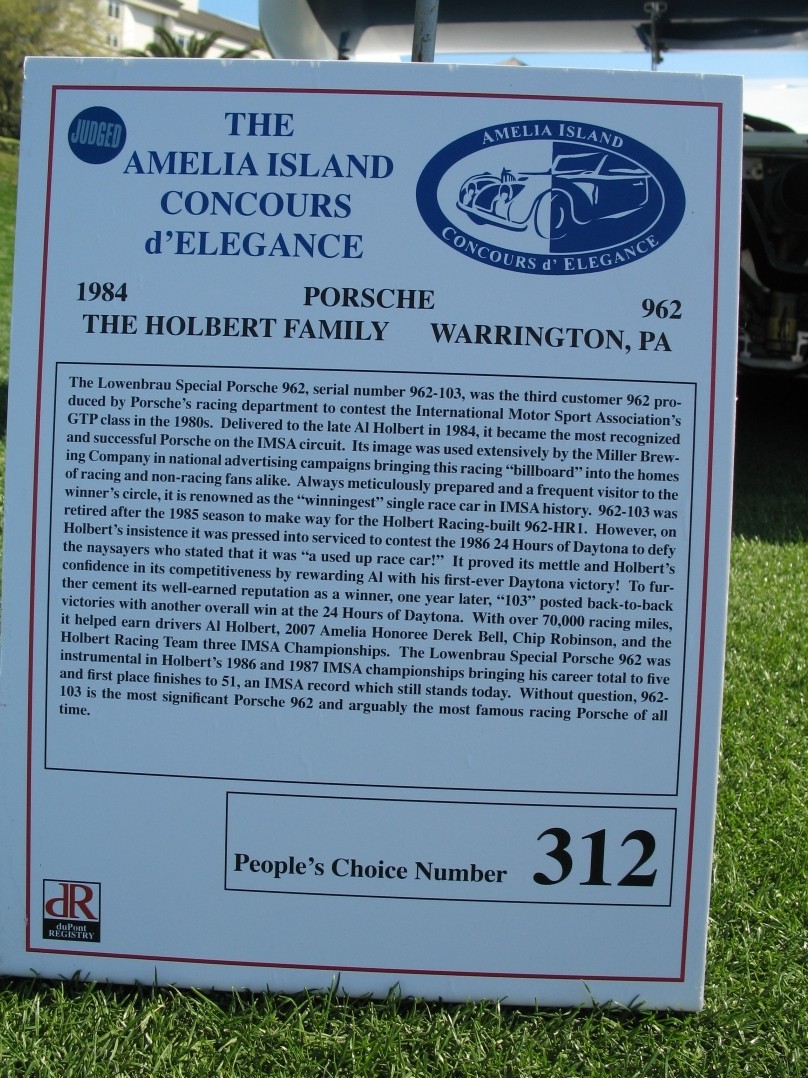 JUDGED
THE
AMELIA ISLAND
CONCOURS
d'ELEGANCE
AMELIA ISLAND
CONCOURS d' ELEGANCE
1984 PORSCHE 962
THE HOLBERT FAMILY WARRINGTON, PA
The Lowenbrau Special Porsche 962, serial number 962-103, was the third customer 962 pro-
duced by Porsche's racing department to contest the International Motor Sport Association's
GTP class in the 1980s. Delivered to the late Al Holbert in 1984, it became the most recognized
and successful Porsche on the IMSA circuit. Its image was used extensively by the Miller Brew-
ing Company in national advertising campaigns bringing this racing "billboard" into the homes
of racing and non-racing fans alike. Always meticulously prepared and a frequent visitor to the
winner's circle, it is renowned as the "winningest" single race car in IMSA history. 962-103 was
retired after the 1985 season to make way for the Holbert Racing-built 962-HR1. However, on
Holbert's insistence it was pressed into serviced to contest the 1986 24 Hours of Daytona to defy
the naysayers who stated that it was "a used up race car!" It proved its mettle and Holbert's
confidence in its competitiveness by rewarding Al with his first-ever Daytona victory! To fur-
ther cement its well-earned reputation as a winner, one year later, "103" posted back-to-back
victories with another overall win at the 24 Hours of Daytona. With over 70,000 racing miles,
it helped earn drivers Al Holbert, 2007 Amelia Honoree Derek Bell, Chip Robinson, and the
Holbert Racing Team three IMSA Championships. The Lowenbrau Special Porsche 962 was
instrumental in Holbert's 1986 and 1987 IMSA championships bringing his career total to five
and first place finishes to 51, an IMSA record which still stands today. Without question, 962-
103 is the most significant Porsche 962 and arguably the most famous racing Porsche of all
time.
People's Choice Number 312
dR
duPont
REGISTRY